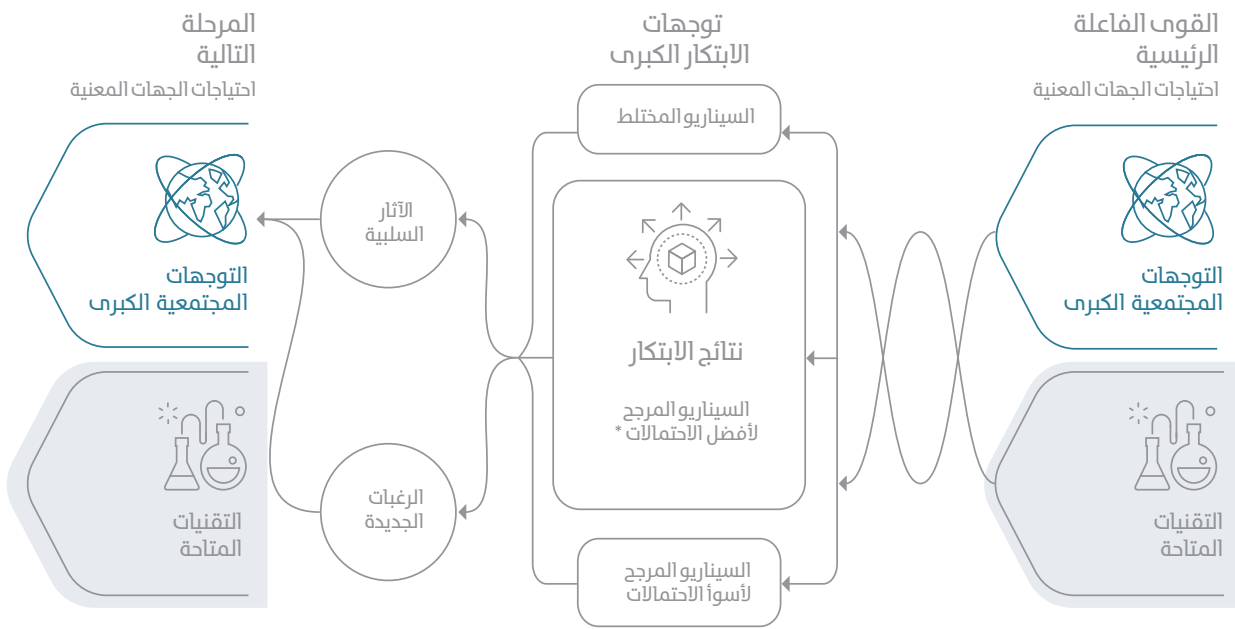 القوى الفاعلة
الرئيسية
احتياجات الجهات المعنية
التوجهات
المجتمعية الكبرى
التقنيات
المتاحة
توجهات
الابتكار الكبرى
السيناريو المختلط
نتائج الابتكار
السيناريو المرجح
لأفضل الاحتمالات *
السيناريو المرجح
لأسوأ الاحتمالات
الآثار
السلبية
الرغبات
الجديدة
المرحلة
التالية
احتياجات الجهات المعنية
التوجهات
المجتمعية الكبرى
التقنيات
المتاحة